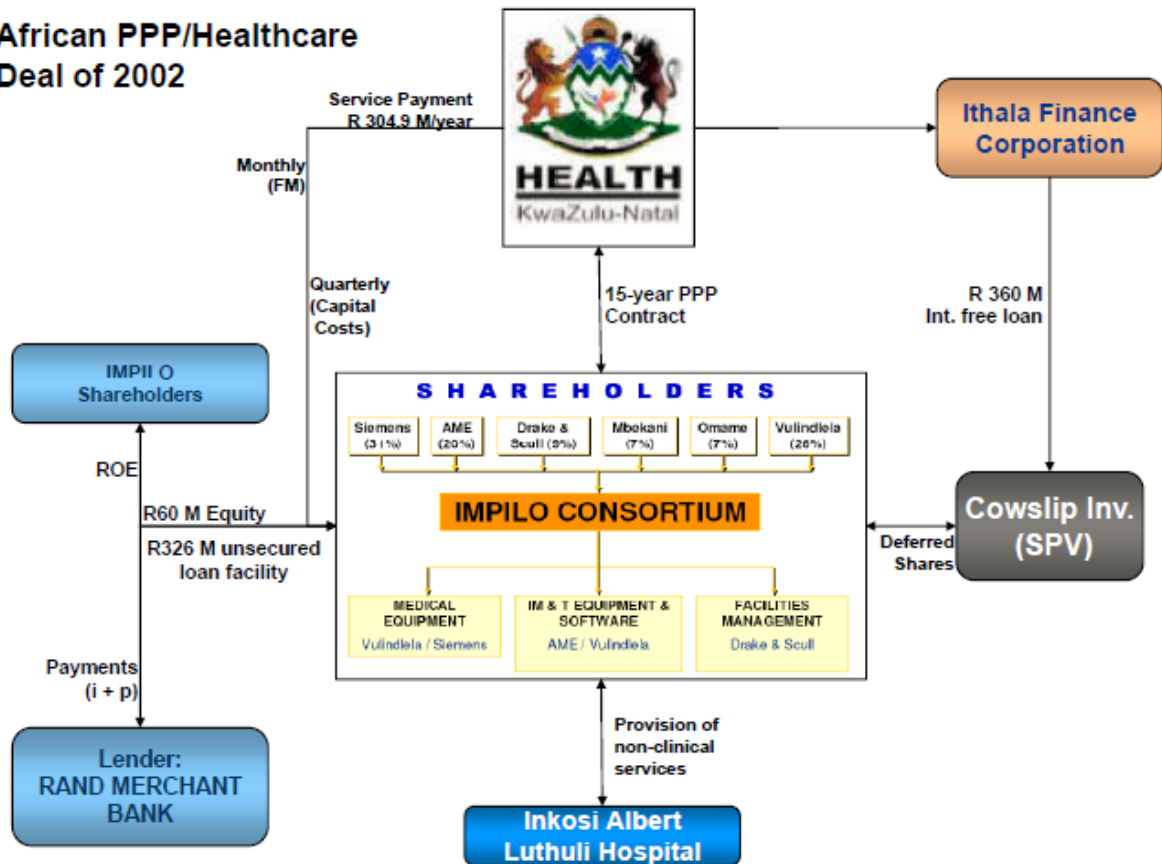 African PPP/Healthcare
Deal of 2002
Service Payment
R 304.9 M/year
Monthly
(FM)
HEALTH
KwaZulu-Natal
Ithala Finance
Corporation
Quarterly
(Capital
Costs)
15-year PPP
Contract
R 360 M
Int. free loan
IMPILO
Shareholders
ROE
R60 M Equity
R326 M unsecured
loan facility
SHAREHOLDERS
Siemens
(31%)
AME
(20%)
Drake &
Scull (9%)
Mbekani
(7%)
Omame
(7%)
Vulindlela
(26%)
IMPILO CONSORTIUM
MEDICAL
EQUIPMENT
Vulindlela / Siemens
IM & T EQUIPMENT &
SOFTWARE
AME / Vulindlela
FACILITIES
MANAGEMENT
Drake & Scull
Deferred
Shares
Cowslip Inv.
(SPV)
Payments
(i + p)
Lender:
RAND MERCHANT
BANK
Provision of
non-clinical
services
Inkosi Albert
Luthuli Hospital